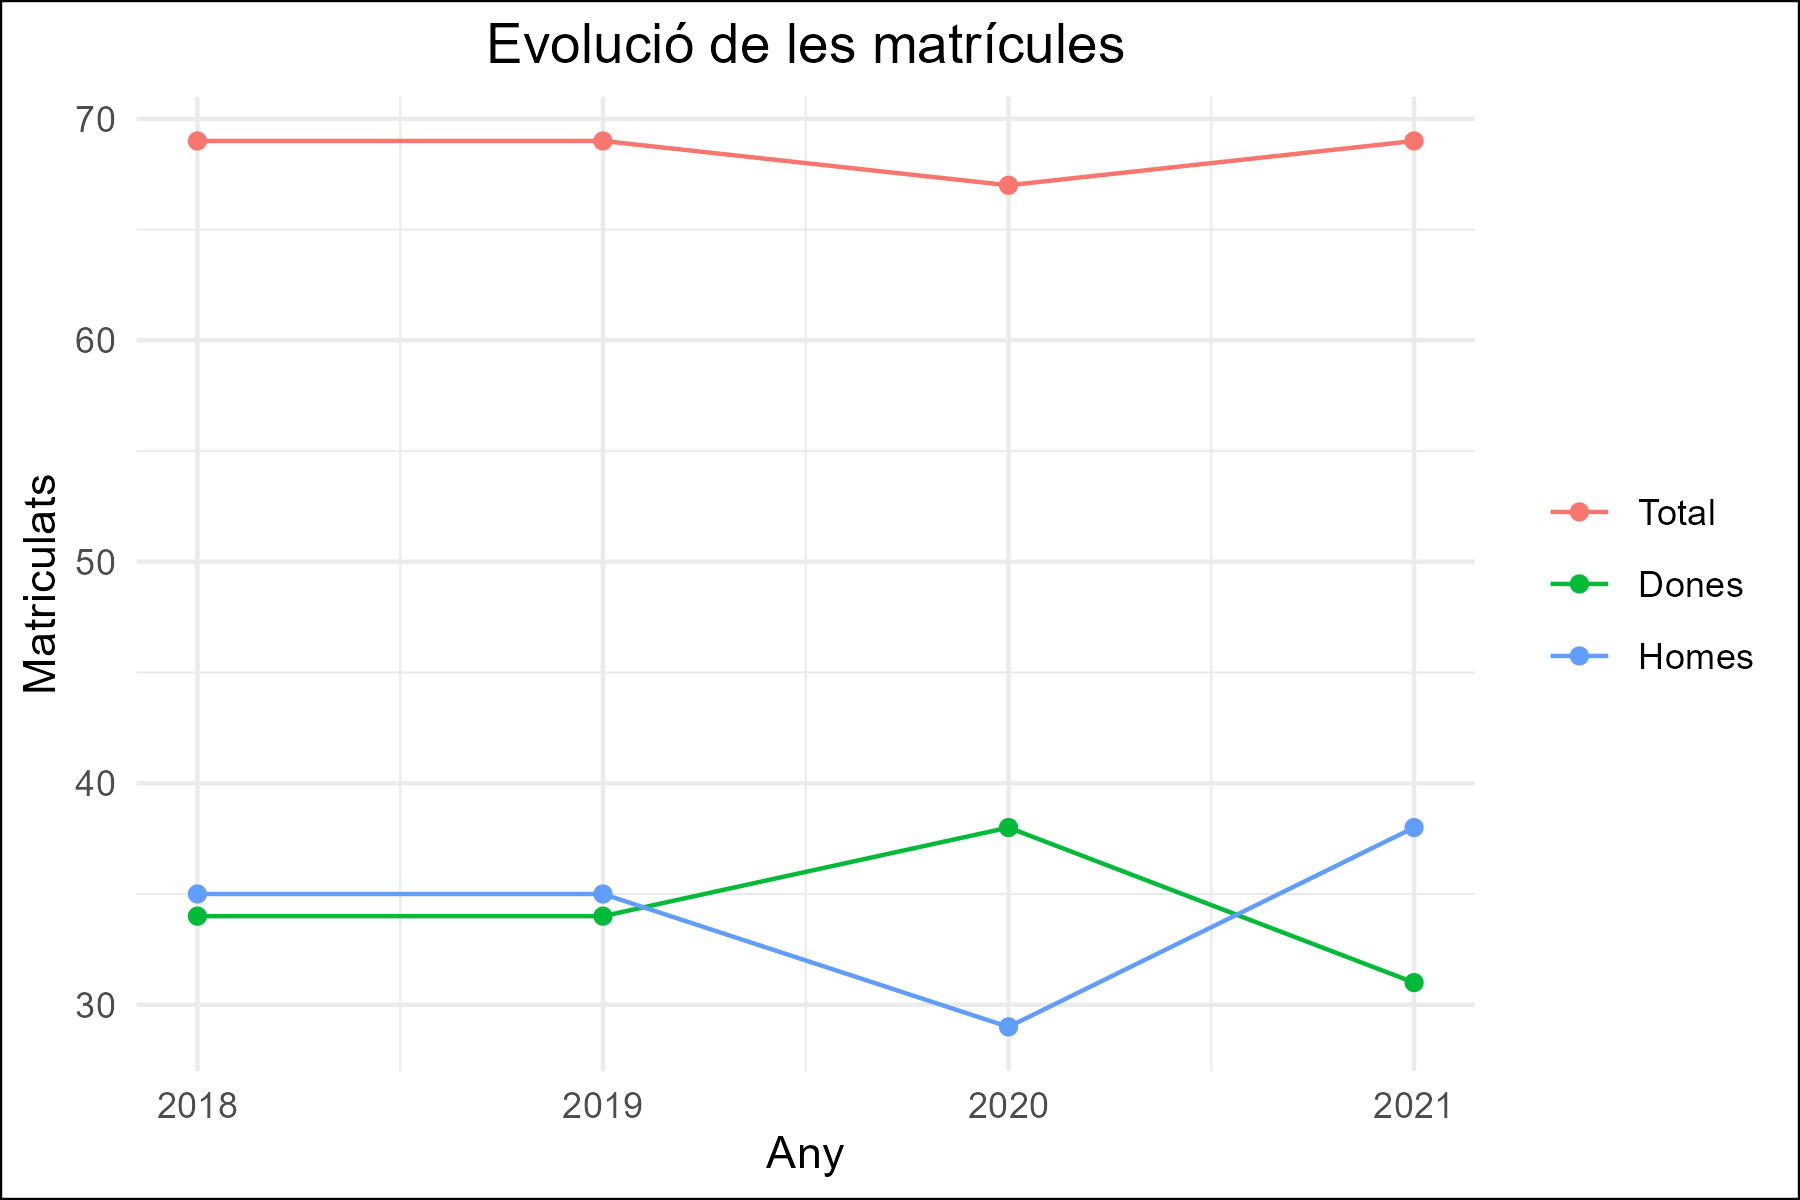 Evolució de les matrícules
70
60
50
40
30
Matriculats
2018 2019 2020 2021
Any
Total
Dones
Homes